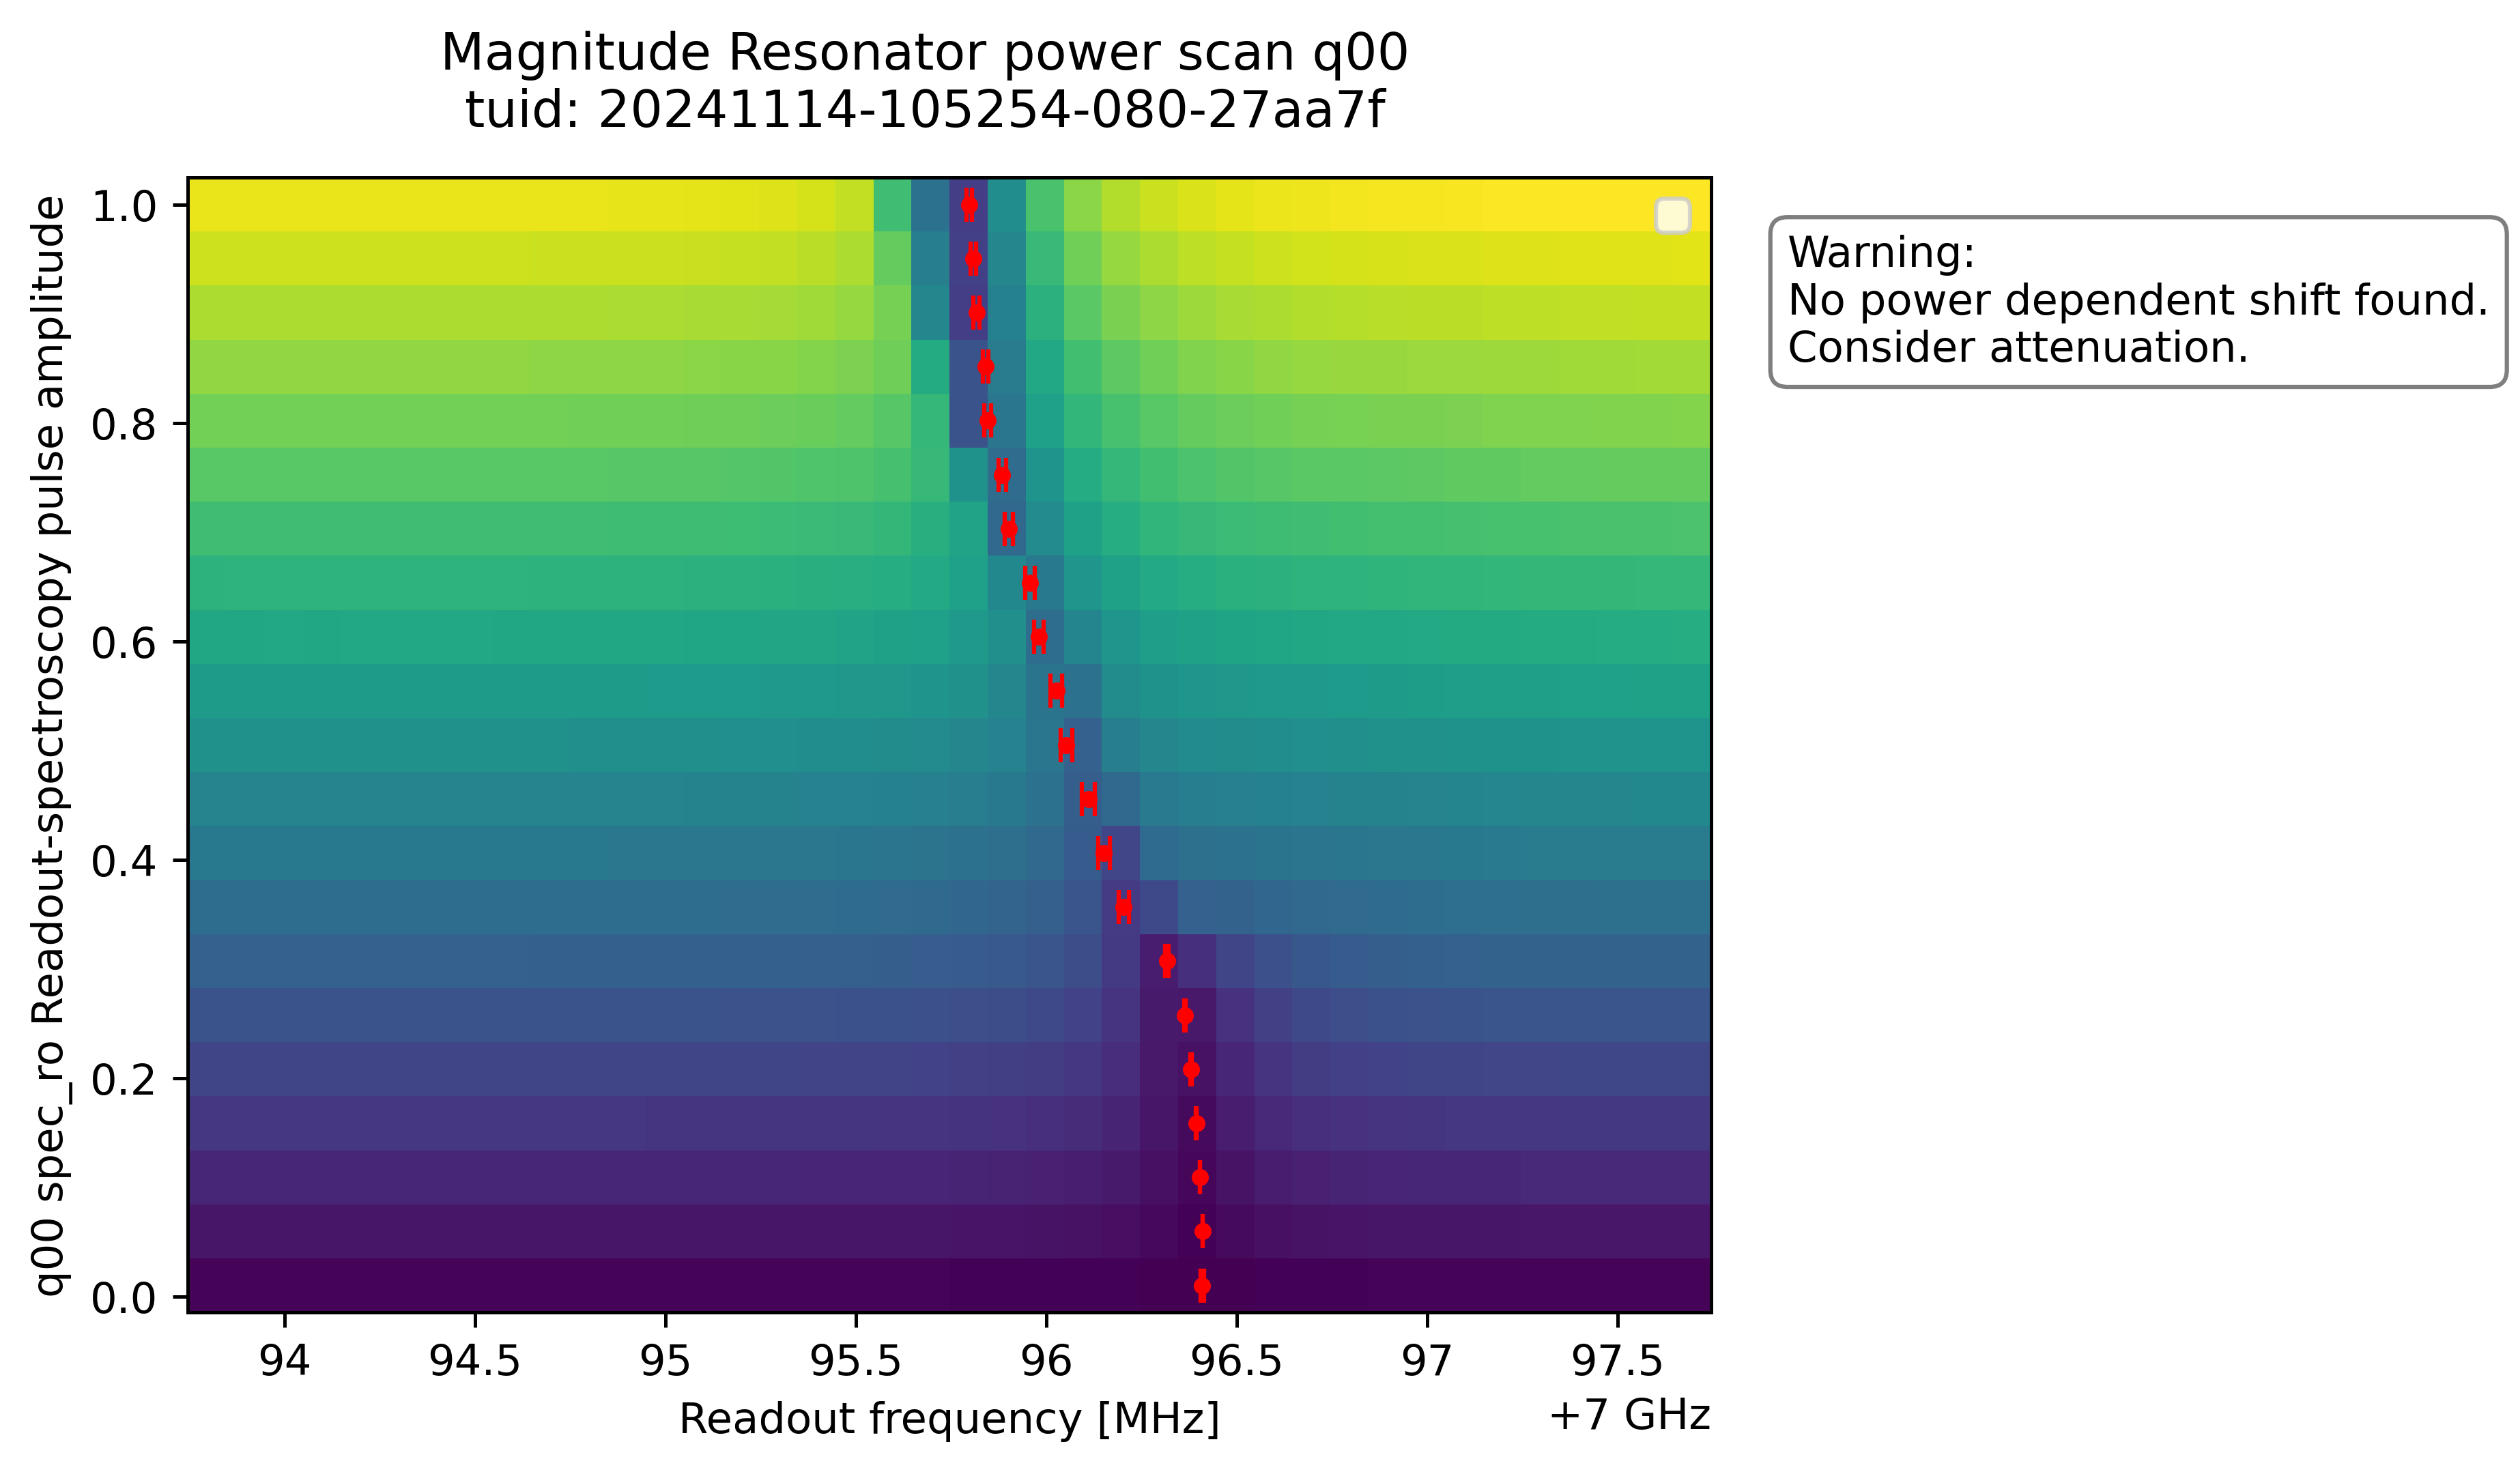 Magnitude Resonator power scan q00
tuid: 20241114-105254-080-27aa7f
q00 spec_ro Readout-spectroscopy pulse amplitude
1.0
0.8
0.6
0.4
0.2
0.0
94
94.5
95
95.5
96
96.5
97
97.5
Readout frequency [MHz]
+7 GHz
Warning:
No power dependent shift found.
Consider attenuation.